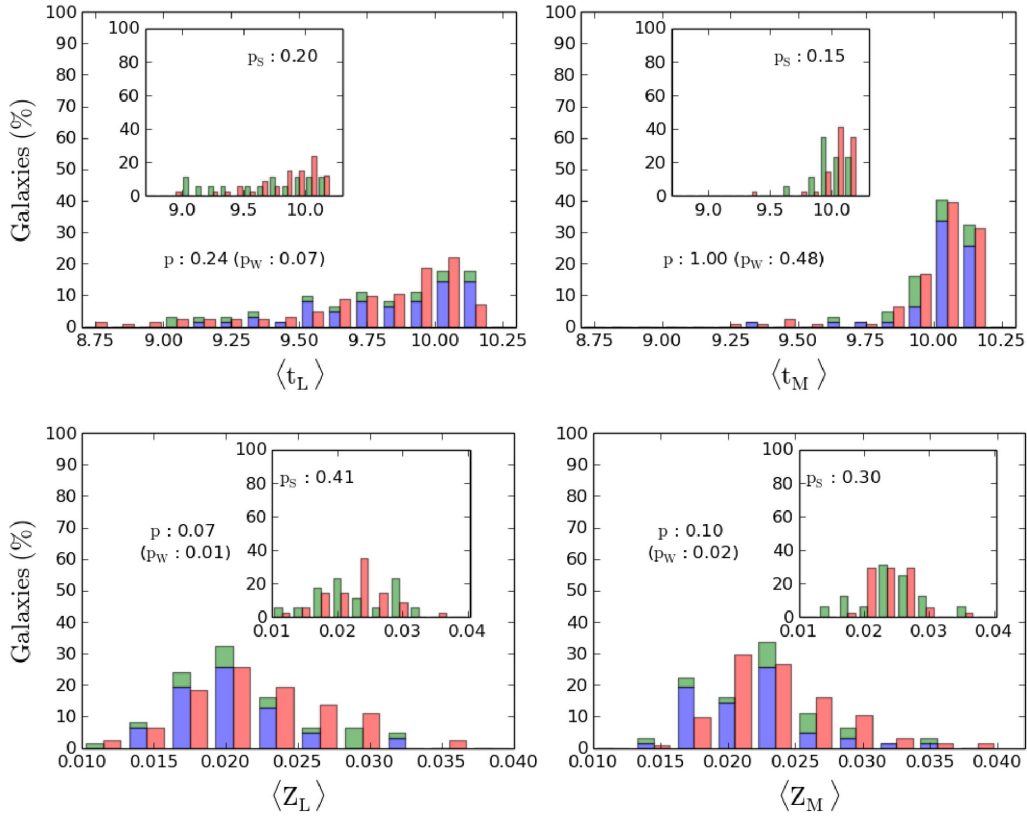 100
90
80
70
60
50
40
30
20
10
0
Galaxies (%)
100
80
60
40
20
0
pS : 0.20
9.0 9.5 10.0
p : 0.24 (pW : 0.07)
8.75 9.00 9.25 9.50 9.75 10.00 10.25
⟨tL⟩
100
90
80
70
60
50
40
30
20
10
0
100
80
60
40
20
0
pS : 0.15
9.0 9.5 10.0
p : 1.00 (pW : 0.48)
8.75 9.00 9.25 9.50 9.75 10.00 10.25
⟨tM⟩
100
90
80
70
60
50
40
30
20
10
0
Galaxies (%)
100
80
60
40
20
0
pS : 0.41
0.01 0.02 0.03 0.04
p : 0.07
(pW : 0.01)
0.010 0.015 0.020 0.025 0.030 0.035 0.040
⟨ZL⟩
100
90
80
70
60
50
40
30
20
10
0
100
80
60
40
20
0
pS : 0.30
0.01 0.02 0.03 0.04
p : 0.10
(pW : 0.02)
0.010 0.015 0.020 0.025 0.030 0.035 0.040
⟨ZM⟩